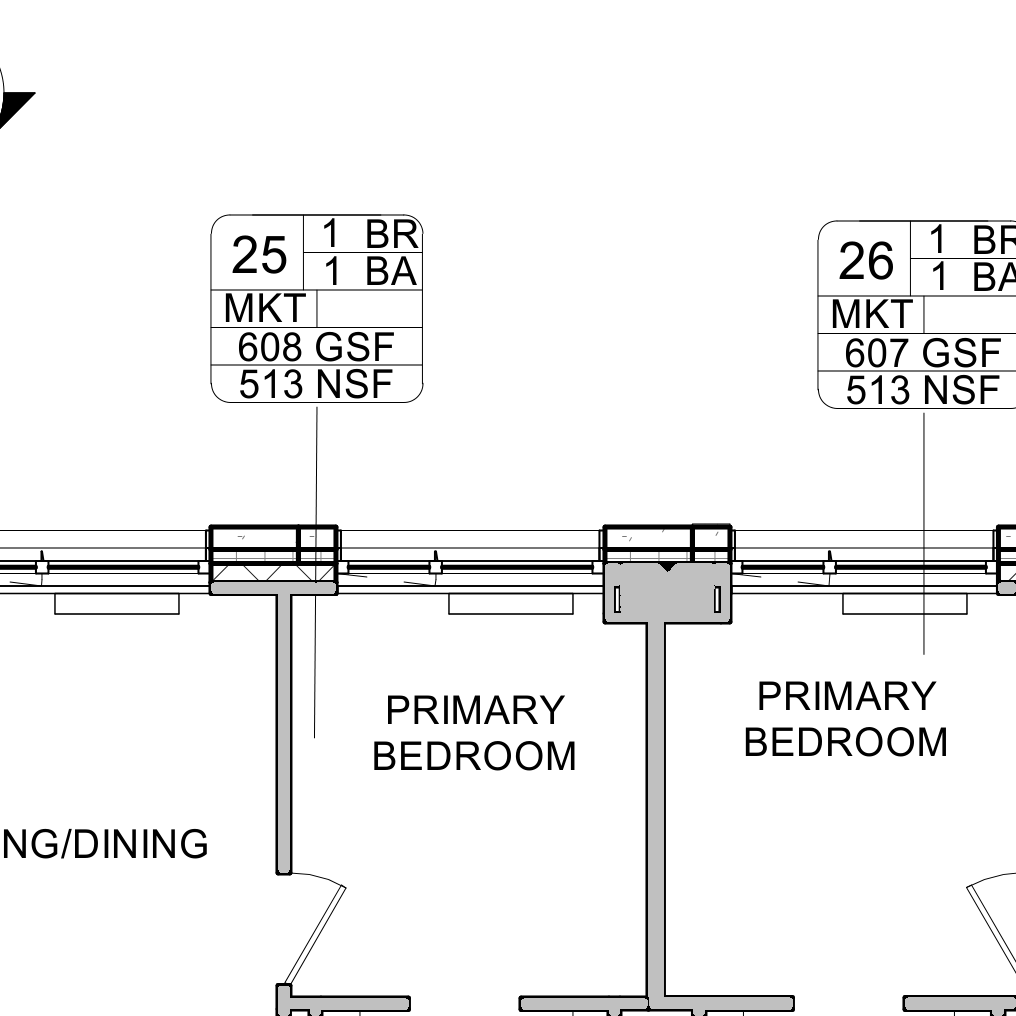 25
1 BR
1 BA
MKT
608 GSF
513 NSF
26
1 BR
1 BA
MKT
607 GSF
513 NSF
PRIMARY
BEDROOM
PRIMARY
BEDROOM
NG/DINING